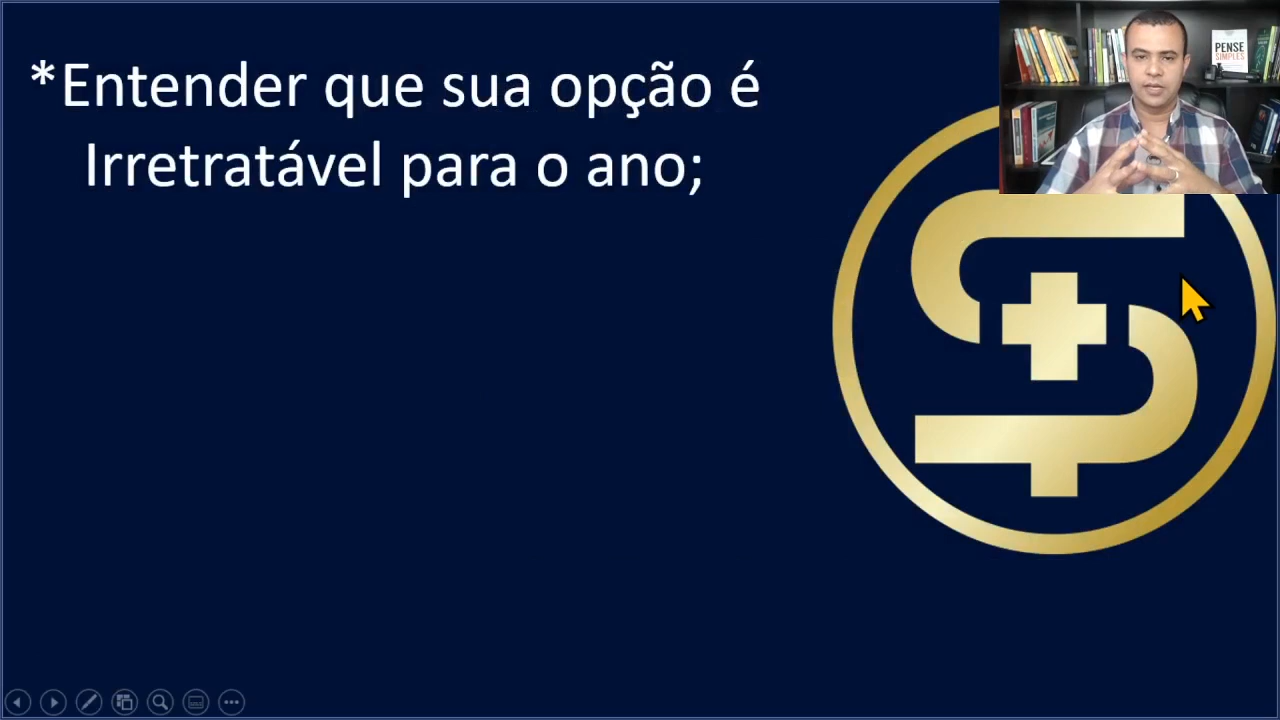 *Entender que sua opção é
Irretratável para o ano;
PENSE
SIMPLES